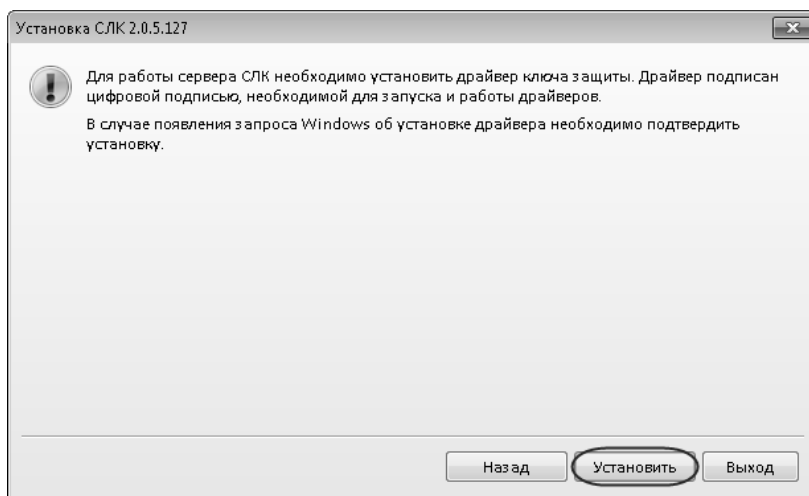 Установка СЛК 2.0.5.127
Для работы сервера СЛК необходимо установить драйвер ключа защиты. Драйвер подписан
цифровой подписью, необходимой для запуска и работы драйверов.
В случае появления запроса Windows об установке драйвера необходимо подтвердить
установку.
Назад
Установить
Выход